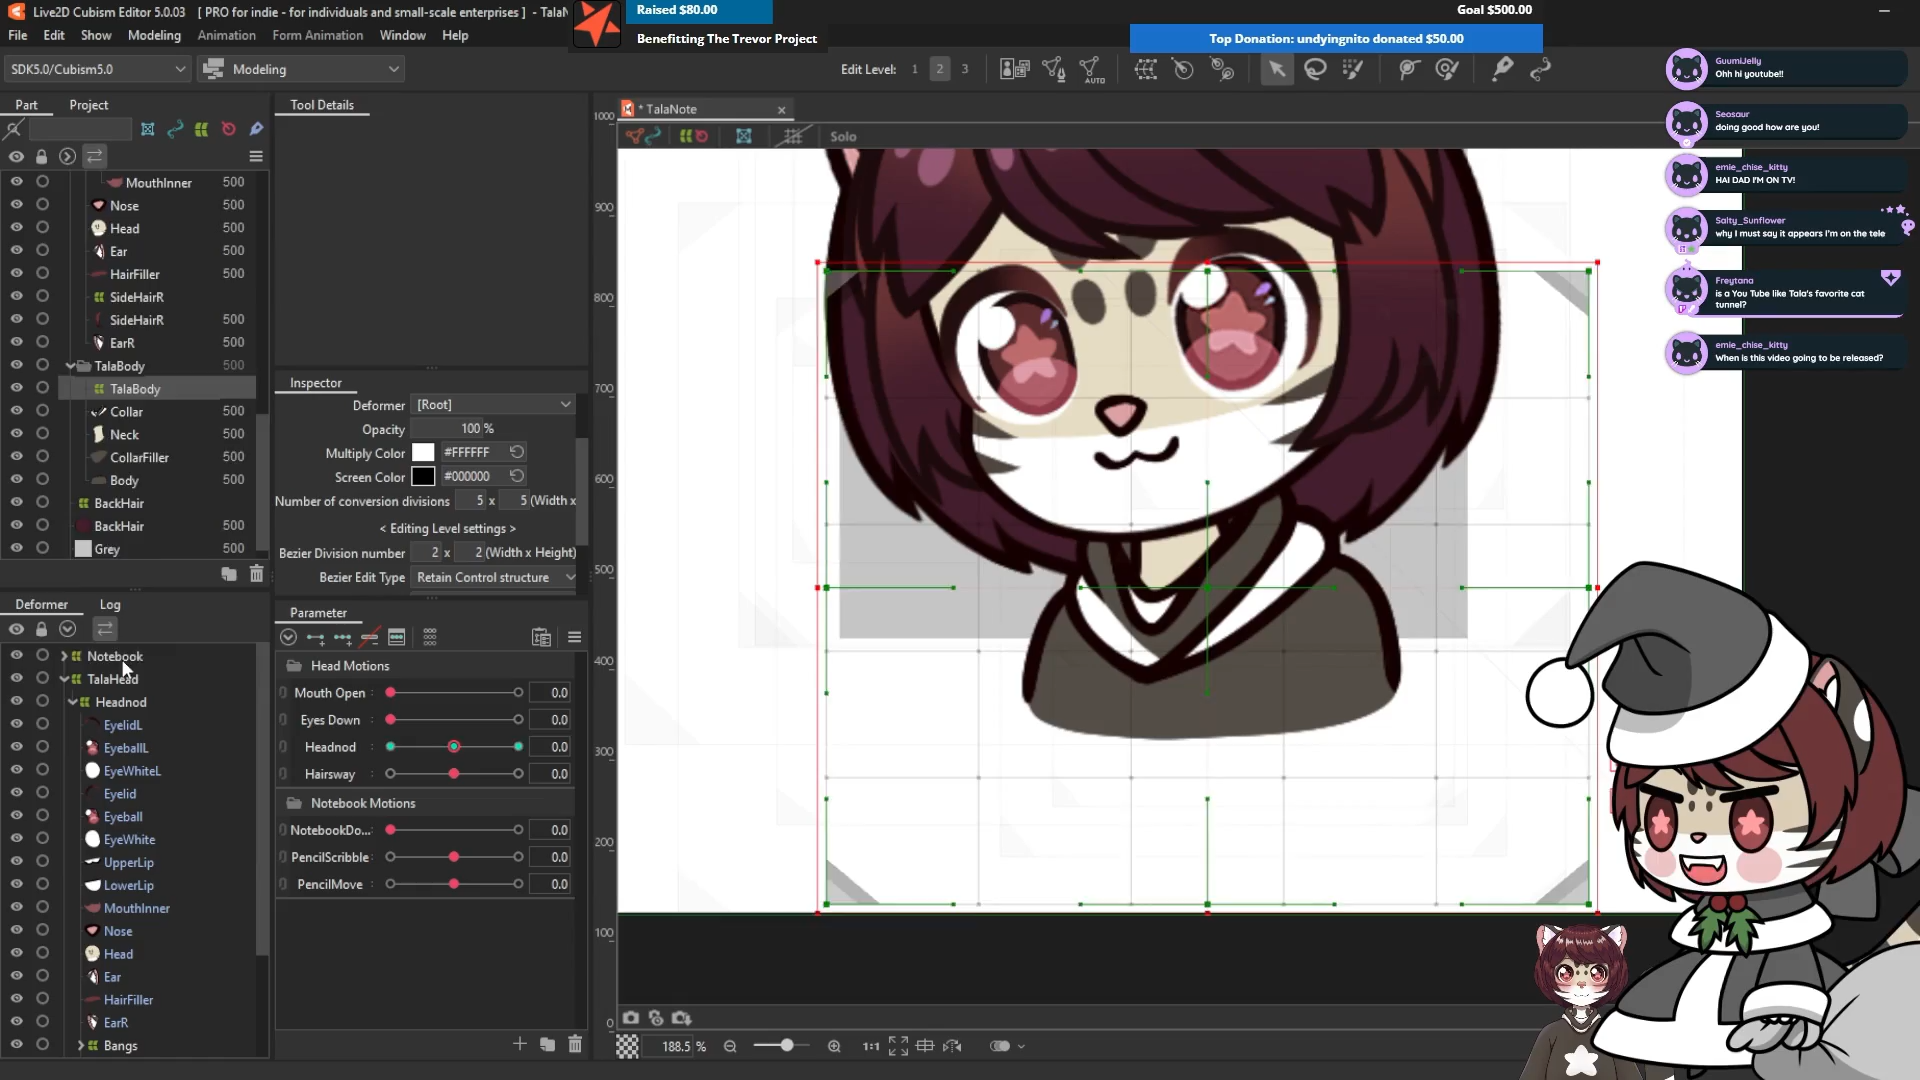 Live2D Cubism Editor 5.0.03 [ PRO for indie - for individuals and small-scale enterprises ] - TalaN
Raised $80.00
Goal $500.00
Benefitting The Trevor Project
Top Donation: undyingnito donated $50.00
File Edit Show Modeling Animation Form Animation Window Help
SDK5.0/Cubism5.0
Modeling
Edit Level: 1 2 3
AUTO
Part Project
Tool Details
* TalaNote
Solo
MouthInner 500
Nose 500
Head 500
Ear 500
HairFiller 500
SideHairR
SideHairR 500
EarR 500
TalaBody 500
TalaBody
Collar 500
Neck 500
CollarFiller 500
Body 500
BackHair
BackHair 500
Grey 500
Inspector
Deformer [Root]
Opacity 100 %
Multiply Color #FFFFFF
Screen Color #000000
Number of conversion divisions 5 x 5 (Width x
< Editing Level settings >
Bezier Division number 2 x 2 (Width x Height)
Bezier Edit Type Retain Control structure
Deformer Log
Notebook
TalaHead
Headnod
EyelidL
EyeballL
EyeWhiteL
Eyelid
Eyeball
EyeWhite
UpperLip
LowerLip
MouthInner
Nose
Head
Ear
HairFiller
EarR
Bangs
Parameter
Head Motions
Mouth Open : 0.0
Eyes Down : 0.0
Headnod : 0.0
Hairsway : 0.0
Notebook Motions
NotebookDo... : 0.0
PencilScribble : 0.0
PencilMove : 0.0
1000
900
800
700
600
500
400
300
200
100
0
188.5 %
1:1
GuumiJelly
Ohh hi youtube!!
Seosaur
doing good how are you!
emie_chise_kitty
HAI DAD I'M ON TV!
Salty_Sunflower
why I must say it appears I'm on the tele
Freytana
is a You Tube like Tala's favorite cat
tunnel?
emie_chise_kitty
When is this video going to be released?